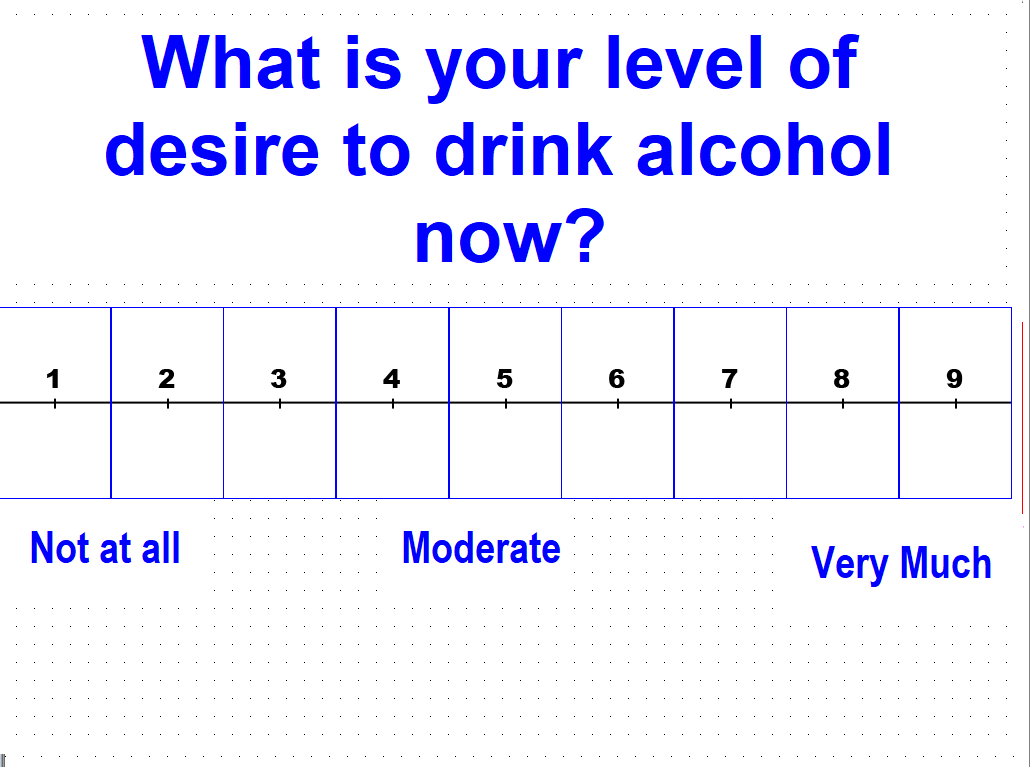 What is your level of
desire to drink alcohol
now?
1 2 3 4 5 6 7 8 9
Not at all Moderate Very Much